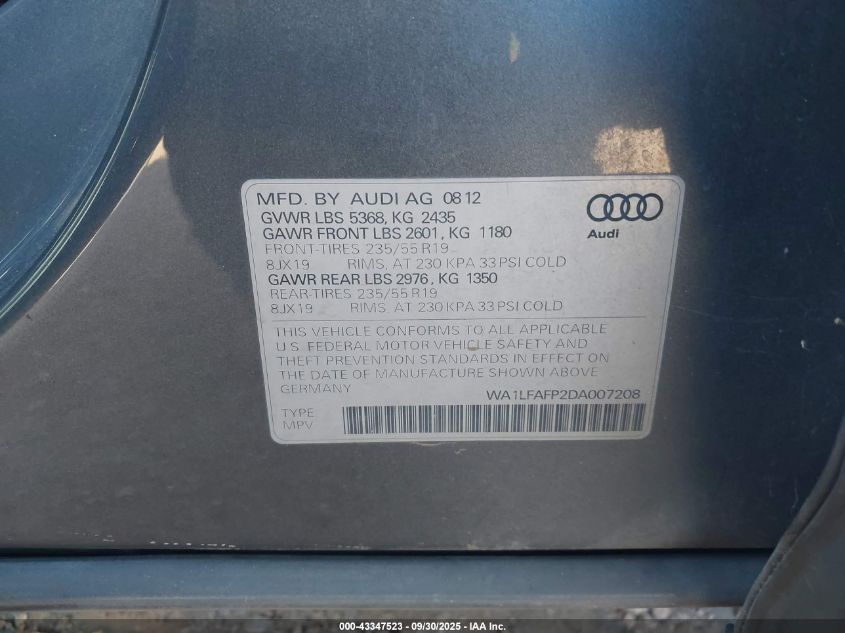 MFD. BY AUDI AG 08 12
GVWR LBS 5368, KG 2435
GAWR FRONT LBS 2601, KG 1180
FRONT-TIRES 235/55 R19
8JX19 RIMS, AT 230 KPA 33 PSI COLD
GAWR REAR LBS 2976, KG 1350
REAR-TIRES 235/55 R19
8JX19 RIMS, AT 230 KPA 33 PSI COLD
Audi
THIS VEHICLE CONFORMS TO ALL APPLICABLE
U.S. FEDERAL MOTOR VEHICLE SAFETY AND
THEFT PREVENTION STANDARDS IN EFFECT ON
THE DATE OF MANUFACTURE SHOWN ABOVE
GERMANY
WA1LFAFP2DA007208
TYPE
MPV
000-43347523 - 09/30/2025 - WWW.IAAI.COM